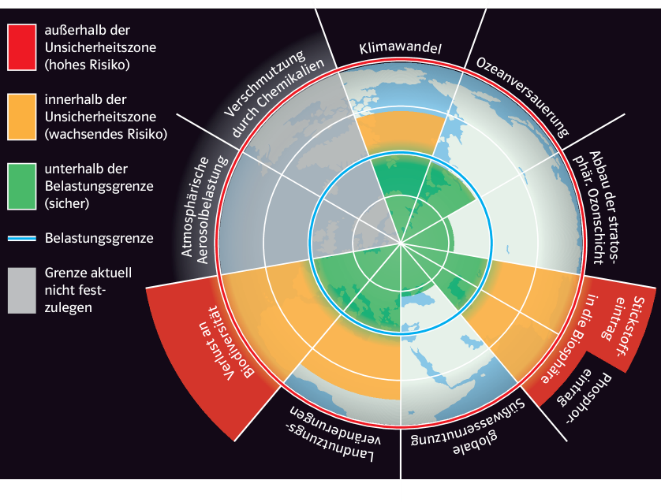 außerhalb der
Unsicherheitszone
(hohes Risiko)
innerhalb der
Unsicherheitszone
(wachsendes Risiko)
unterhalb der
Belastungsgrenze
(sicher)
Belastungsgrenze
Grenze aktuell
nicht fest-
zulegen
Klimawandel
Ozeanversauerung
Abbau der stratos-
phär. Ozonschicht
Stickstoff-
eintrag
in die Biosphäre
Phosphor-
eintrag
globale
Süßwassernutzung
Landnutzungs-
veränderungen
Verlust an
Biodiversität
Atmosphärische
Aerosolbelastung
Verschmutzung
durch Chemikalien